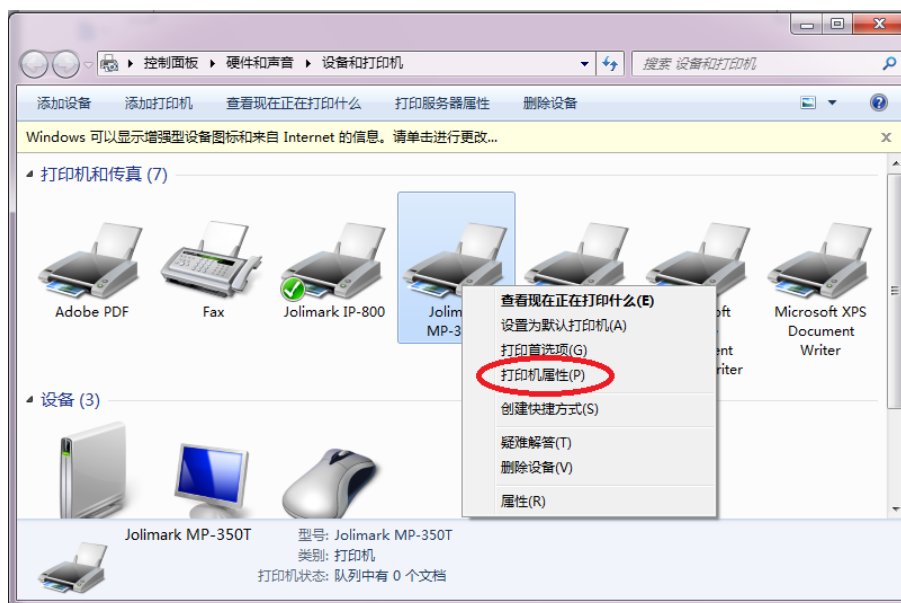 控制面板 ▸ 硬件和声音 ▸ 设备和打印机
搜索 设备和打印机
添加设备 添加打印机 查看现在正在打印什么 打印服务器属性 删除设备
Windows 可以显示增强型设备图标和来自 Internet 的信息。请单击进行更改...
打印机和传真 (7)
Adobe PDF
Fax
Jolimark IP-800
Jolim
MP-3
oft
ent
riter
Microsoft XPS
Document
Writer
查看现在正在打印什么(E)
设置为默认打印机(A)
打印首选项(G)
打印机属性(P)
创建快捷方式(S)
疑难解答(T)
删除设备(V)
属性(R)
设备 (3)
Jolimark MP-350T
型号: Jolimark MP-350T
类别: 打印机
打印机状态: 队列中有 0 个文档